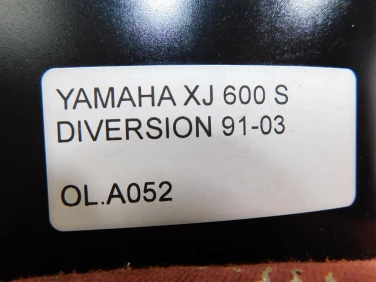 YAMAHA XJ 600 S
DIVERSION 91-03
OL.A052